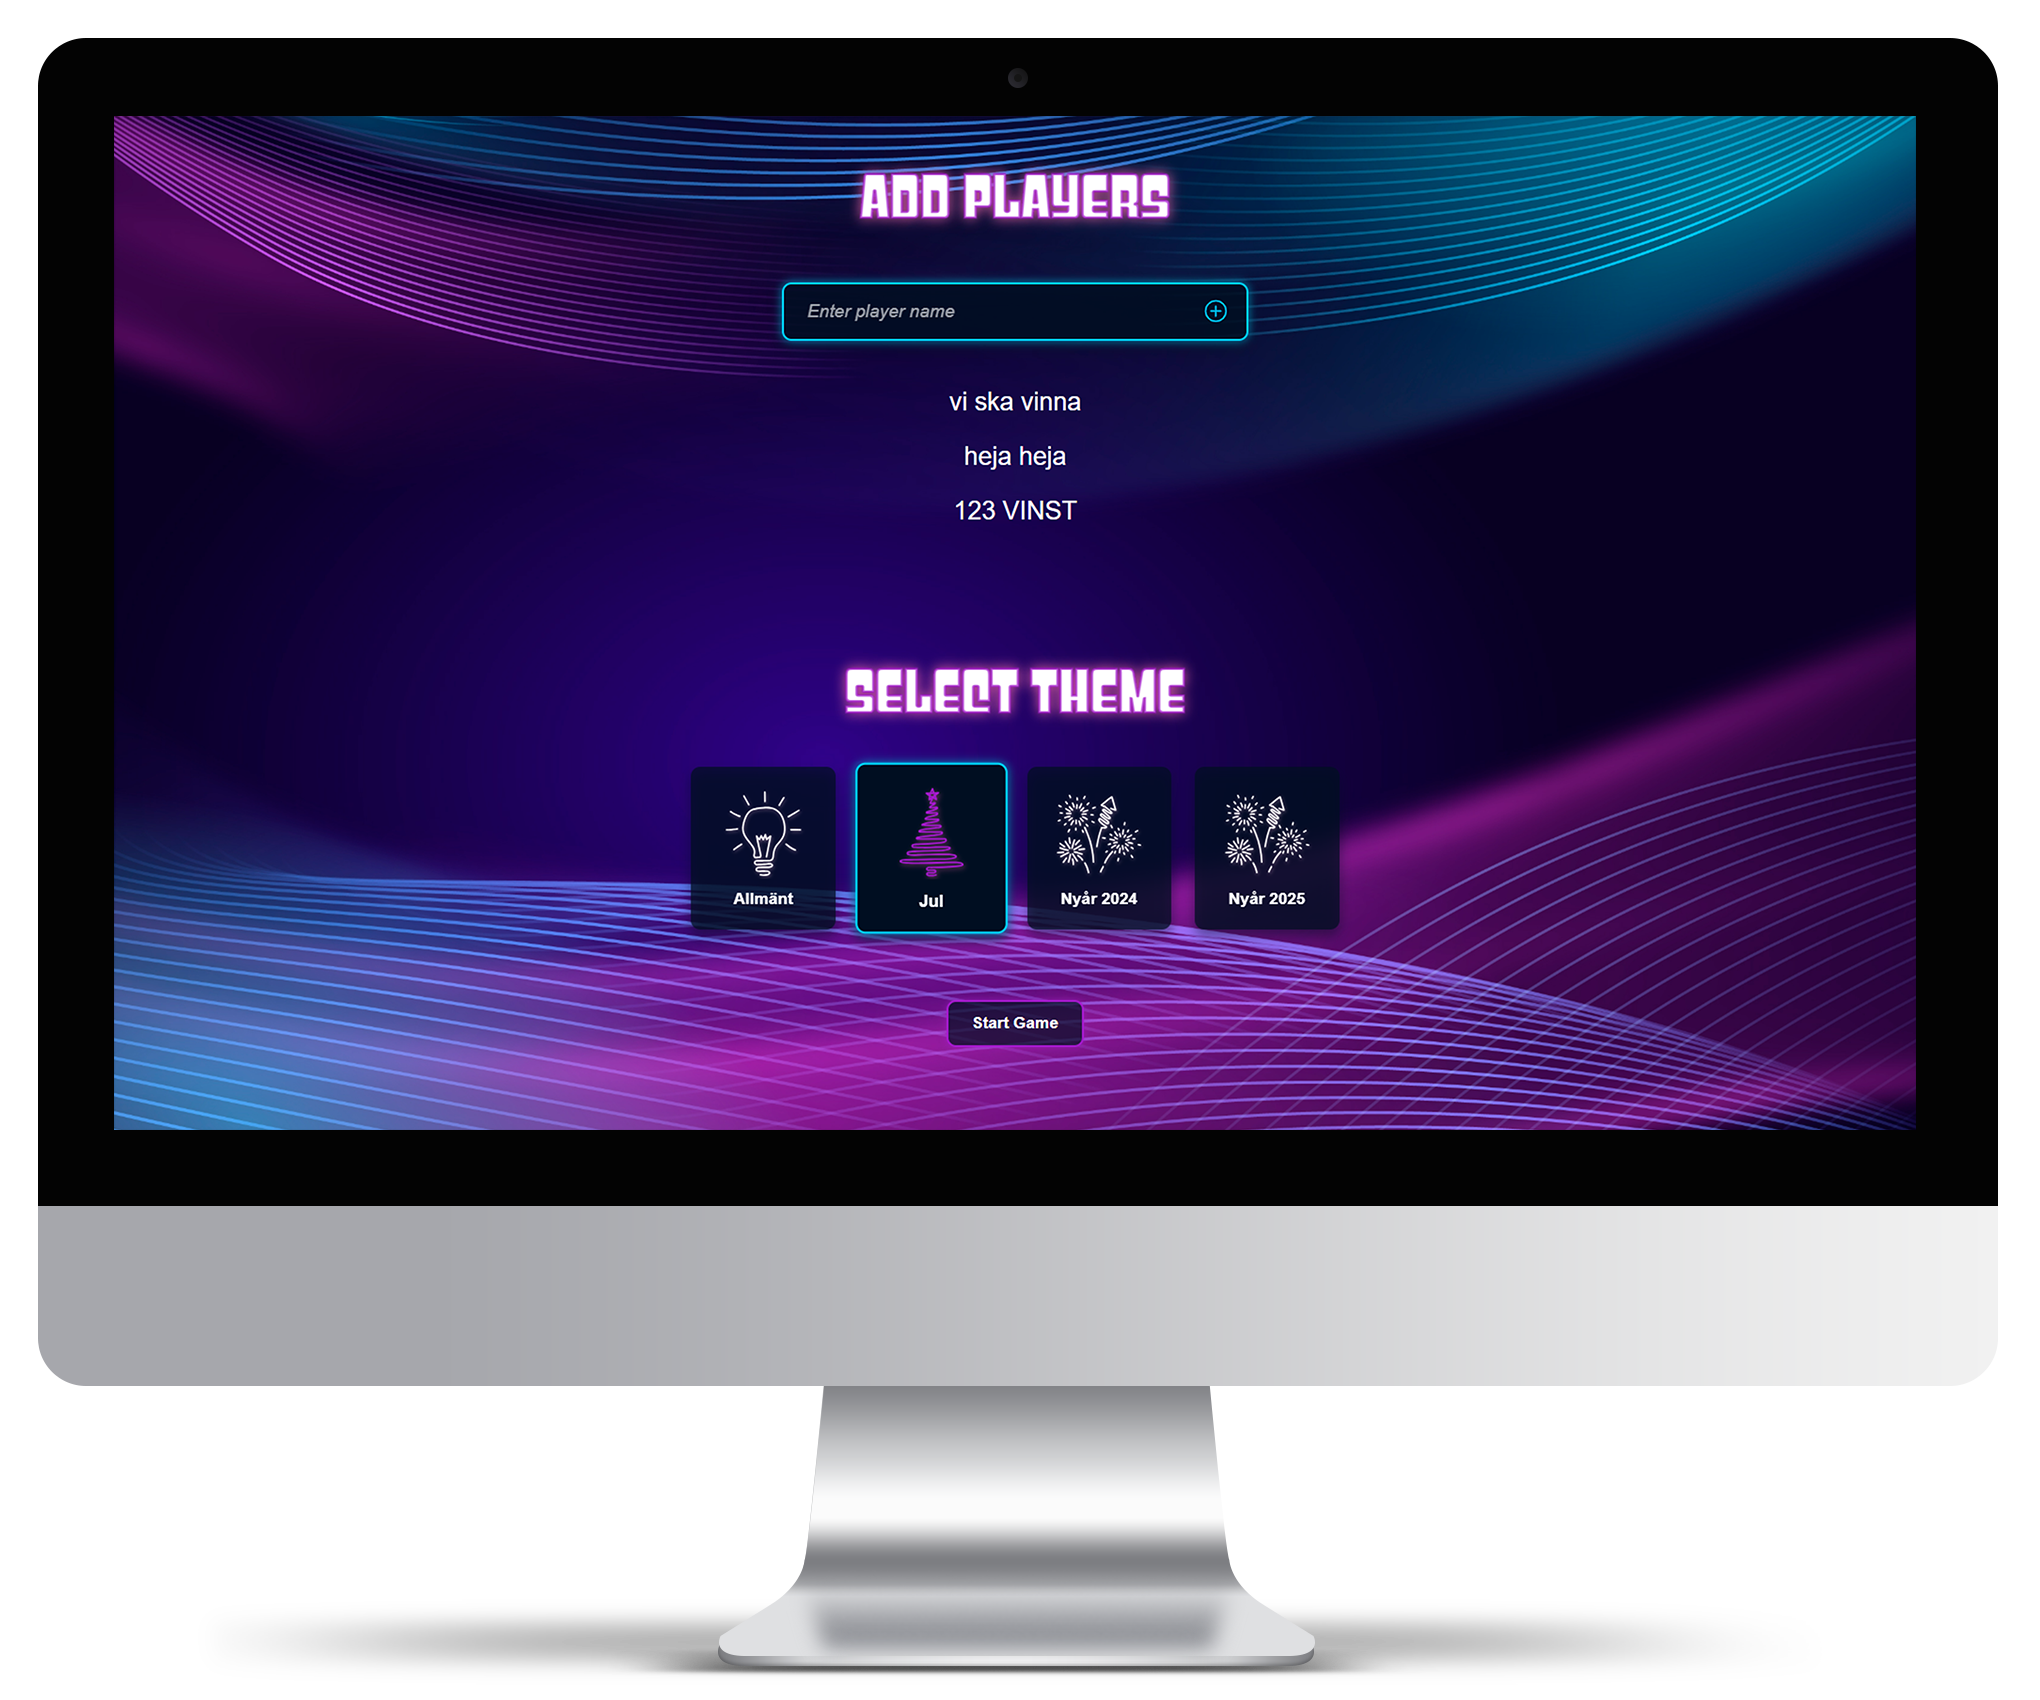 ADD PLAYERS
Enter player name
vi ska vinna
heja heja
123 VINST
SELECT THEME
Allmänt
Jul
Nyår 2024
Nyår 2025
Start Game